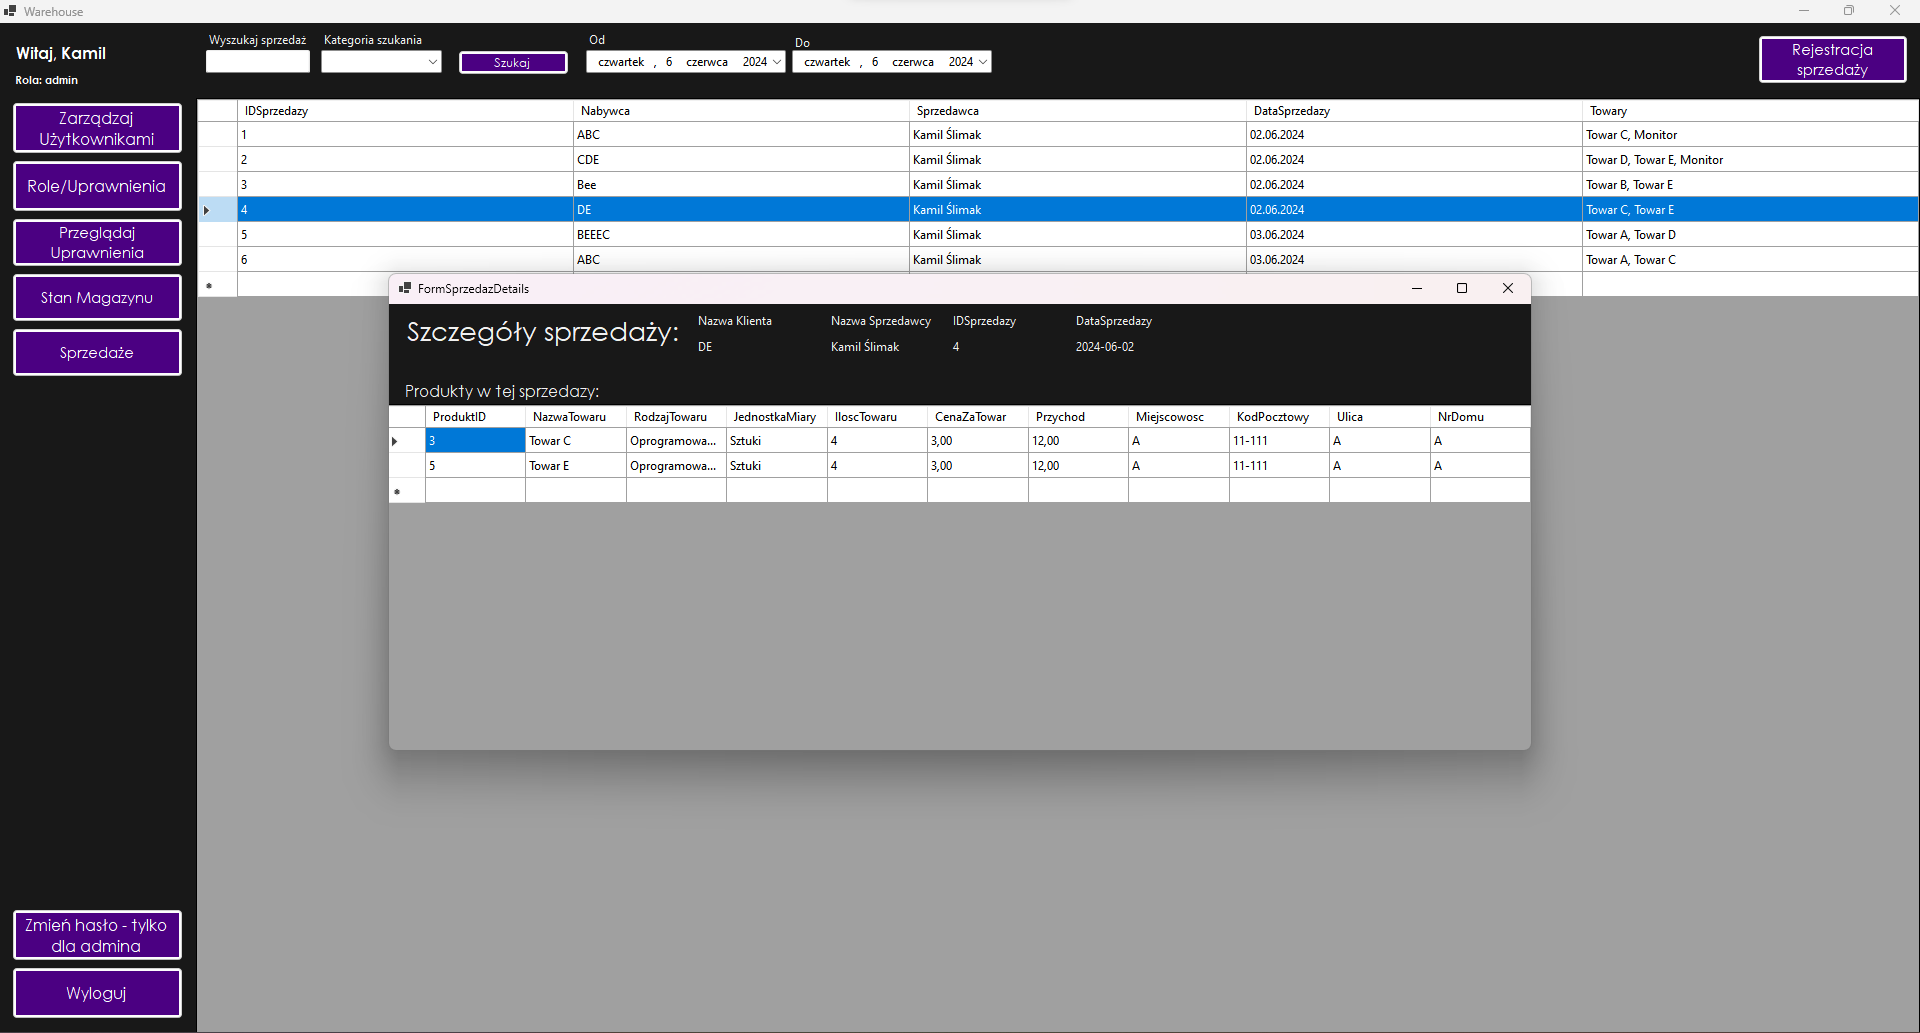 Warehouse
Witaj, Kamil
Rola: admin
Wyszukaj sprzedaż Kategoria szukania Od Do
Szukaj czwartek , 6 czerwca 2024 czwartek , 6 czerwca 2024
Rejestracja
sprzedaży
Zarządzaj
Użytkownikami
Role/Uprawnienia
Przeglądaj
Uprawnienia
Stan Magazynu
Sprzedaże
Zmień hasło - tylko
dla admina
Wyloguj
IDSprzedazy Nabywca Sprzedawca DataSprzedazy Towary
1 ABC Kamil Ślimak 02.06.2024 Towar C, Monitor
2 CDE Kamil Ślimak 02.06.2024 Towar D, Towar E, Monitor
3 Bee Kamil Ślimak 02.06.2024 Towar B, Towar E
4 DE Kamil Ślimak 02.06.2024 Towar C, Towar E
5 BEEEC Kamil Ślimak 03.06.2024 Towar A, Towar D
6 ABC Kamil Ślimak 03.06.2024 Towar A, Towar C
FormSprzedazDetails
Szczegóły sprzedaży:
Nazwa Klienta Nazwa Sprzedawcy IDSprzedazy DataSprzedazy
DE Kamil Ślimak 4 2024-06-02
Produkty w tej sprzedazy:
ProduktID NazwaTowaru RodzajTowaru JednostkaMiary IloscTowaru CenaZaTowar Przychod Miejscowosc KodPocztowy Ulica NrDomu
3 Towar C Oprogramowa... Sztuki 4 3,00 12,00 A 11-111 A A
5 Towar E Oprogramowa... Sztuki 4 3,00 12,00 A 11-111 A A